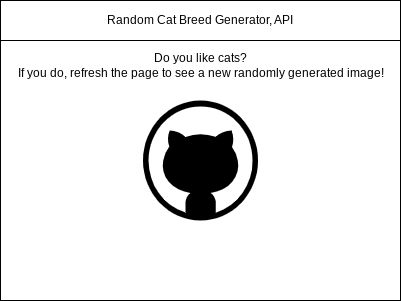 Random Cat Breed Generator, API
Do you like cats?
If you do, refresh the page to see a new randomly generated image!